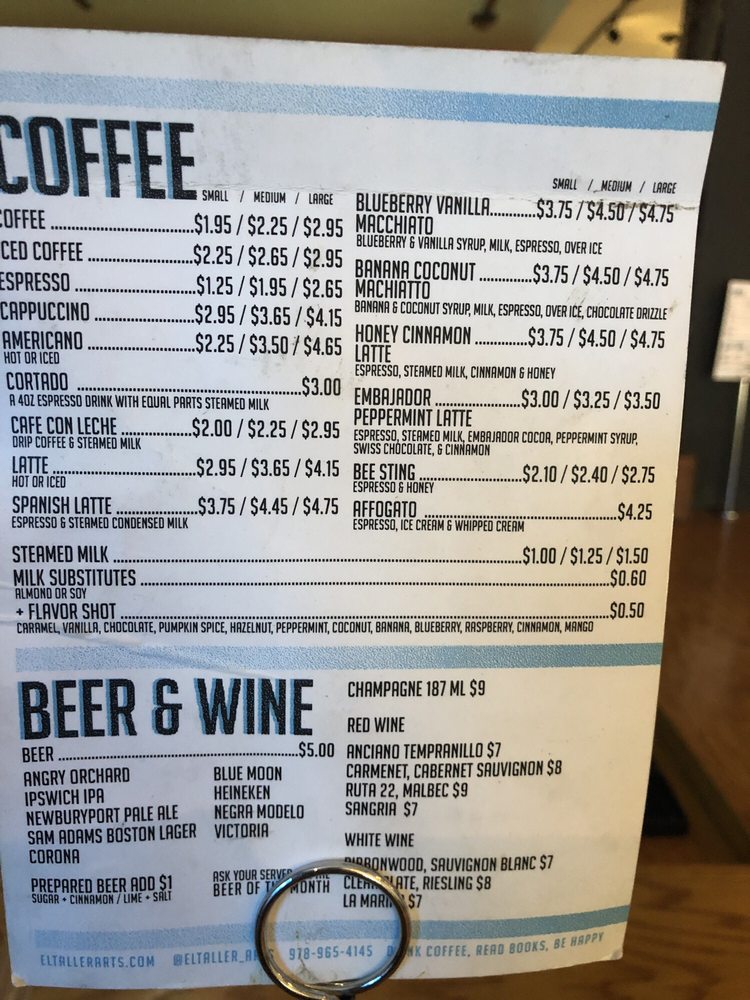 COFFEE
SMALL / MEDIUM / LARGE
COFFEE $1.95 / $2.25 / $2.95
CED COFFEE $2.25 / $2.65 / $2.95
ESPRESSO $1.25 / $1.95 / $2.65
CAPPUCCINO $2.95 / $3.65 / $4.15
AMERICANO $2.25 / $3.50 / $4.65
HOT OR ICED
CORTADO $3.00
A 4OZ ESPRESSO DRINK WITH EQUAL PARTS STEAMED MILK
CAFE CON LECHE $2.00 / $2.25 / $2.95
DRIP COFFEE & STEAMED MILK
LATTE $2.95 / $3.65 / $4.15
HOT OR ICED
SPANISH LATTE $3.75 / $4.45 / $4.75
ESPRESSO & STEAMED CONDENSED MILK
SMALL / MEDIUM / LARGE
BLUEBERRY VANILLA $3.75 / $4.50 / $4.75
MACCHIATO
BLUEBERRY & VANILLA SYRUP, MILK, ESPRESSO, OVER ICE
BANANA COCONUT $3.75 / $4.50 / $4.75
MACHIATTO
BANANA & COCONUT SYRUP, MILK, ESPRESSO, OVER ICE, CHOCOLATE DRIZZLE
HONEY CINNAMON $3.75 / $4.50 / $4.75
LATTE
ESPRESSO, STEAMED MILK, CINNAMON & HONEY
EMBAJADOR $3.00 / $3.25 / $3.50
PEPPERMINT LATTE
ESPRESSO, STEAMED MILK, EMBAJADOR COCOA, PEPPERMINT SYRUP,
SWISS CHOCOLATE, & CINNAMON
BEE STING $2.10 / $2.40 / $2.75
ESPRESSO & HONEY
AFFOGATO $4.25
ESPRESSO, ICE CREAM & WHIPPED CREAM
STEAMED MILK $1.00 / $1.25 / $1.50
MILK SUBSTITUTES $0.60
ALMOND OR SOY
+ FLAVOR SHOT $0.50
CARAMEL, VANILLA, CHOCOLATE, PUMPKIN SPICE, HAZELNUT, PEPPERMINT, COCONUT, BANANA, BLUEBERRY, RASPBERRY, CINNAMON, MANGO
BEER & WINE
BEER $5.00
ANGRY ORCHARD
IPSWICH IPA
NEWBURYPORT PALE ALE
SAM ADAMS BOSTON LAGER
CORONA
BLUE MOON
HEINEKEN
NEGRA MODELO
VICTORIA
PREPARED BEER ADD $1
SUGAR + CINNAMON / LIME + SALT
ASK YOUR SERVER
BEER OF MONTH
CHAMPAGNE 187 ML $9
RED WINE
ANCIANO TEMPRANILLO $7
CARMENET, CABERNET SAUVIGNON $8
RUTA 22, MALBEC $9
SANGRIA $7
WHITE WINE
RIBBONWOOD, SAUVIGNON BLANC $7
RIESLING $8
LA $7
ELTALLERARTS.COM 978-965-4145 COFFEE, READ BOOKS, BE HAPPY